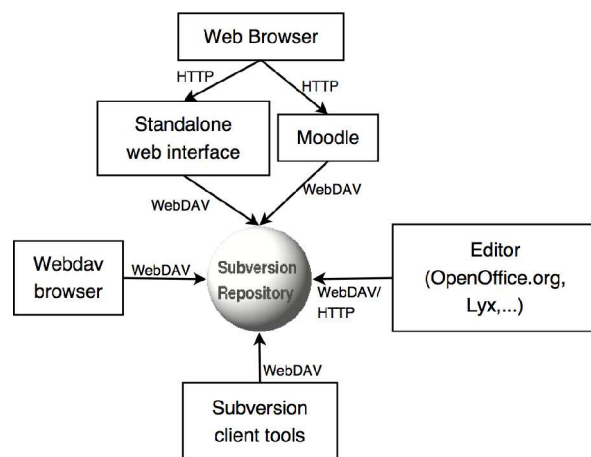 Web Browser
HTTP
HTTP
Standalone
web interface
Moodle
WebDAV
WebDAV
Webdav
browser
WebDAV
Subversion
Repository
WebDAV/
HTTP
Editor
(OpenOffice.org,
Lyx,...)
WebDAV
Subversion
client tools